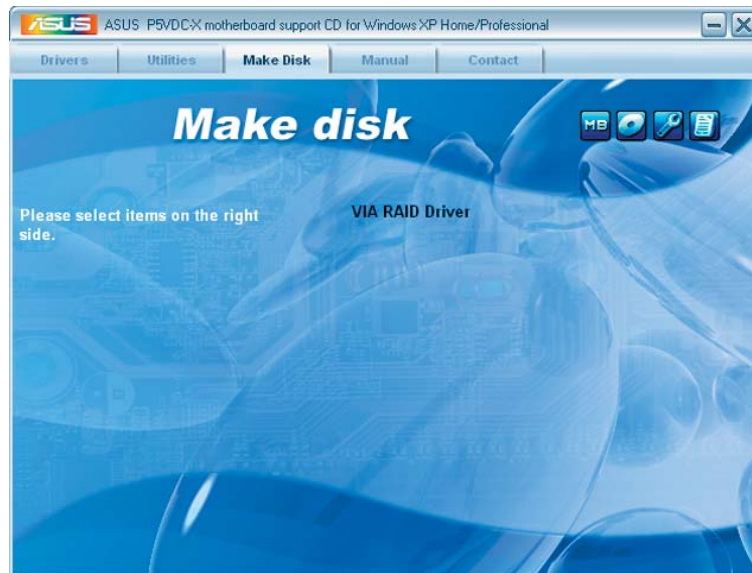 ASUS ASUS P5VDC-X motherboard support CD for Windows XP Home/Professional
Drivers Utilities Make Disk Manual Contact
Make disk
MB
Please select items on the right
side.
VIA RAID Driver